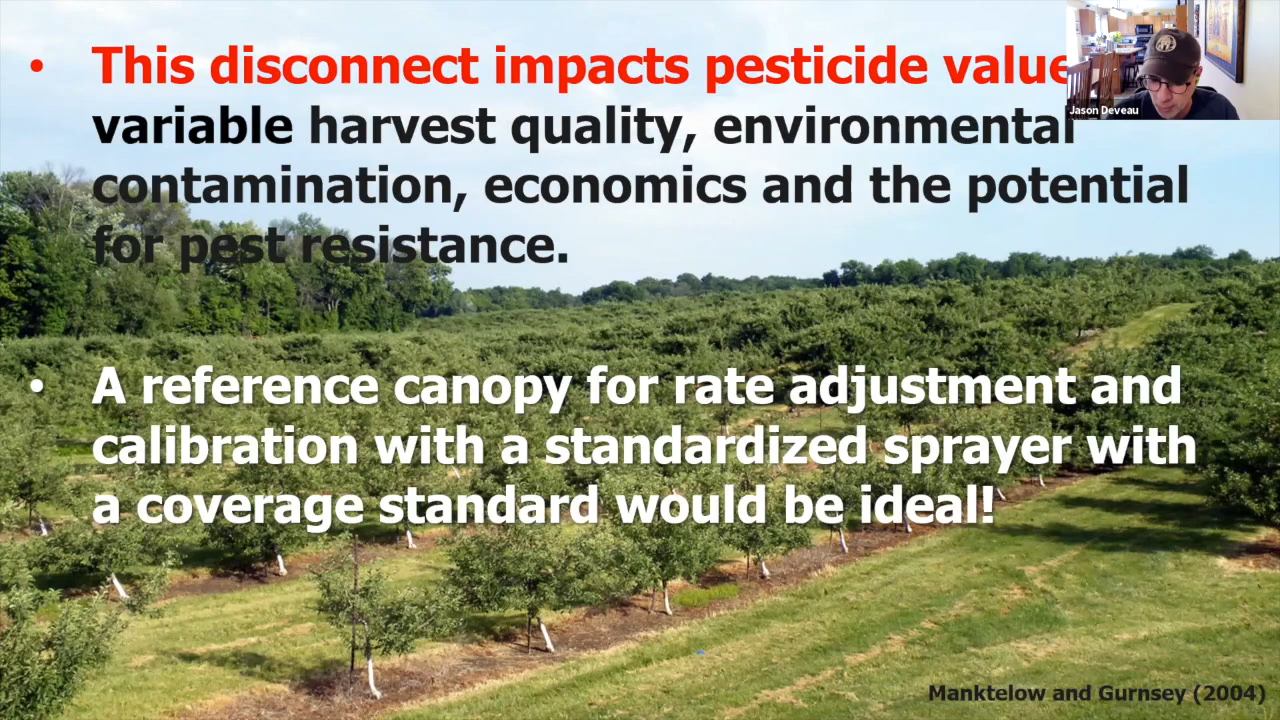 • This disconnect impacts pesticide value
variable harvest quality, environmental
contamination, economics and the potential
for pest resistance.
• A reference canopy for rate adjustment and
calibration with a standardized sprayer with
a coverage standard would be ideal!
Jason Deveau
Manktelow and Gurnsey (2004)